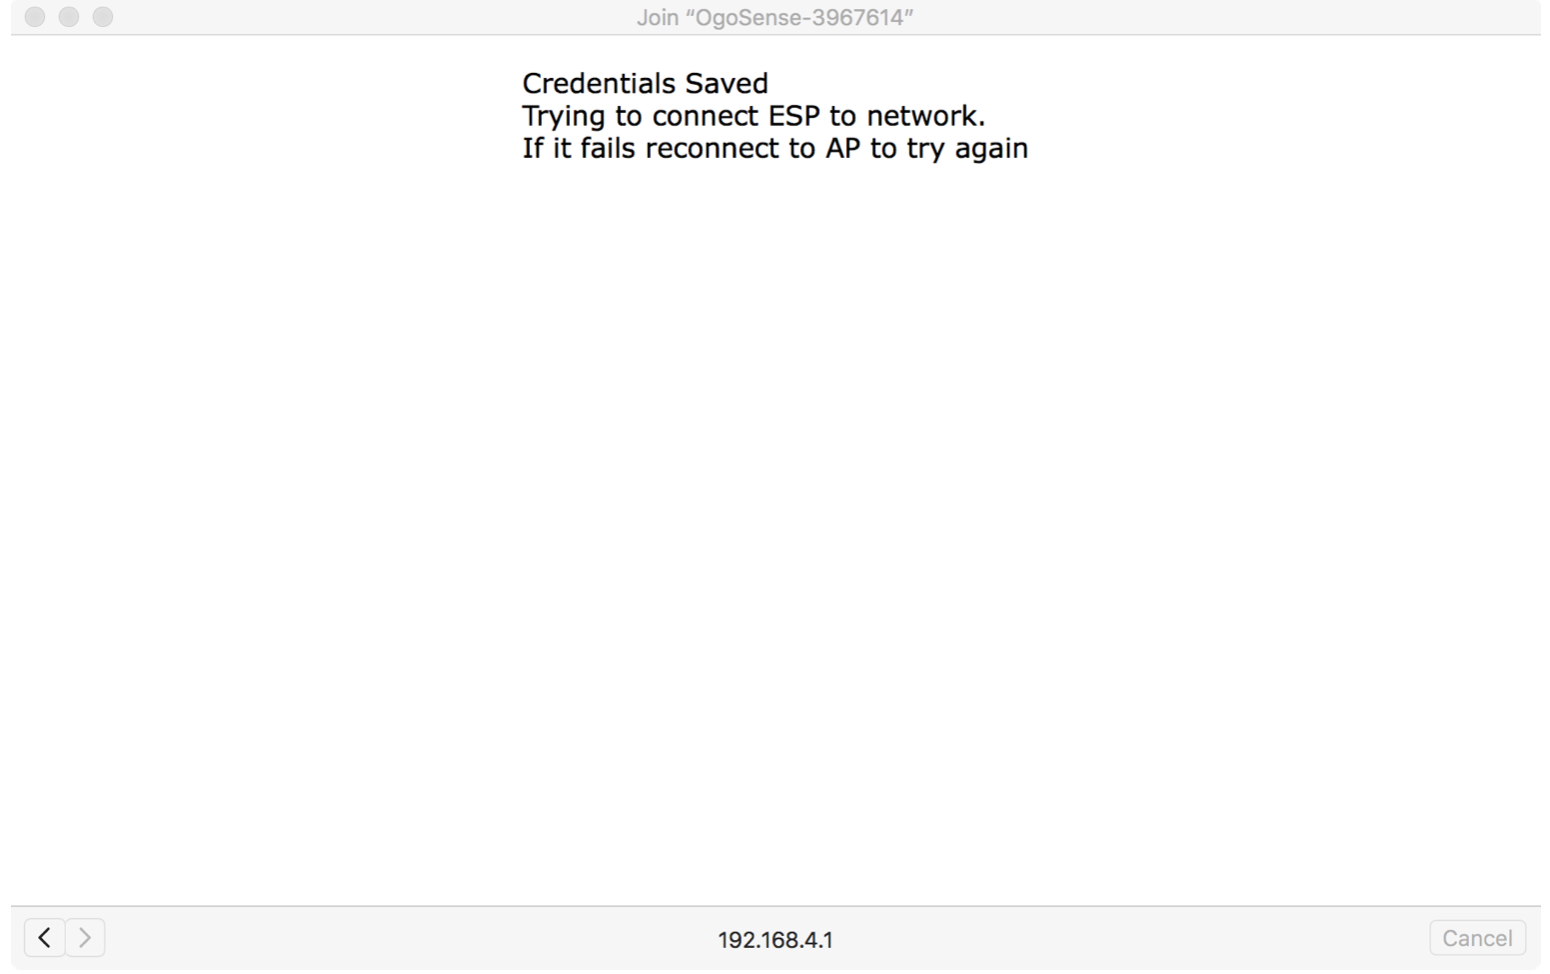 Join “OgoSense-3967614”
Credentials Saved
Trying to connect ESP to network.
If it fails reconnect to AP to try again
192.168.4.1
Cancel